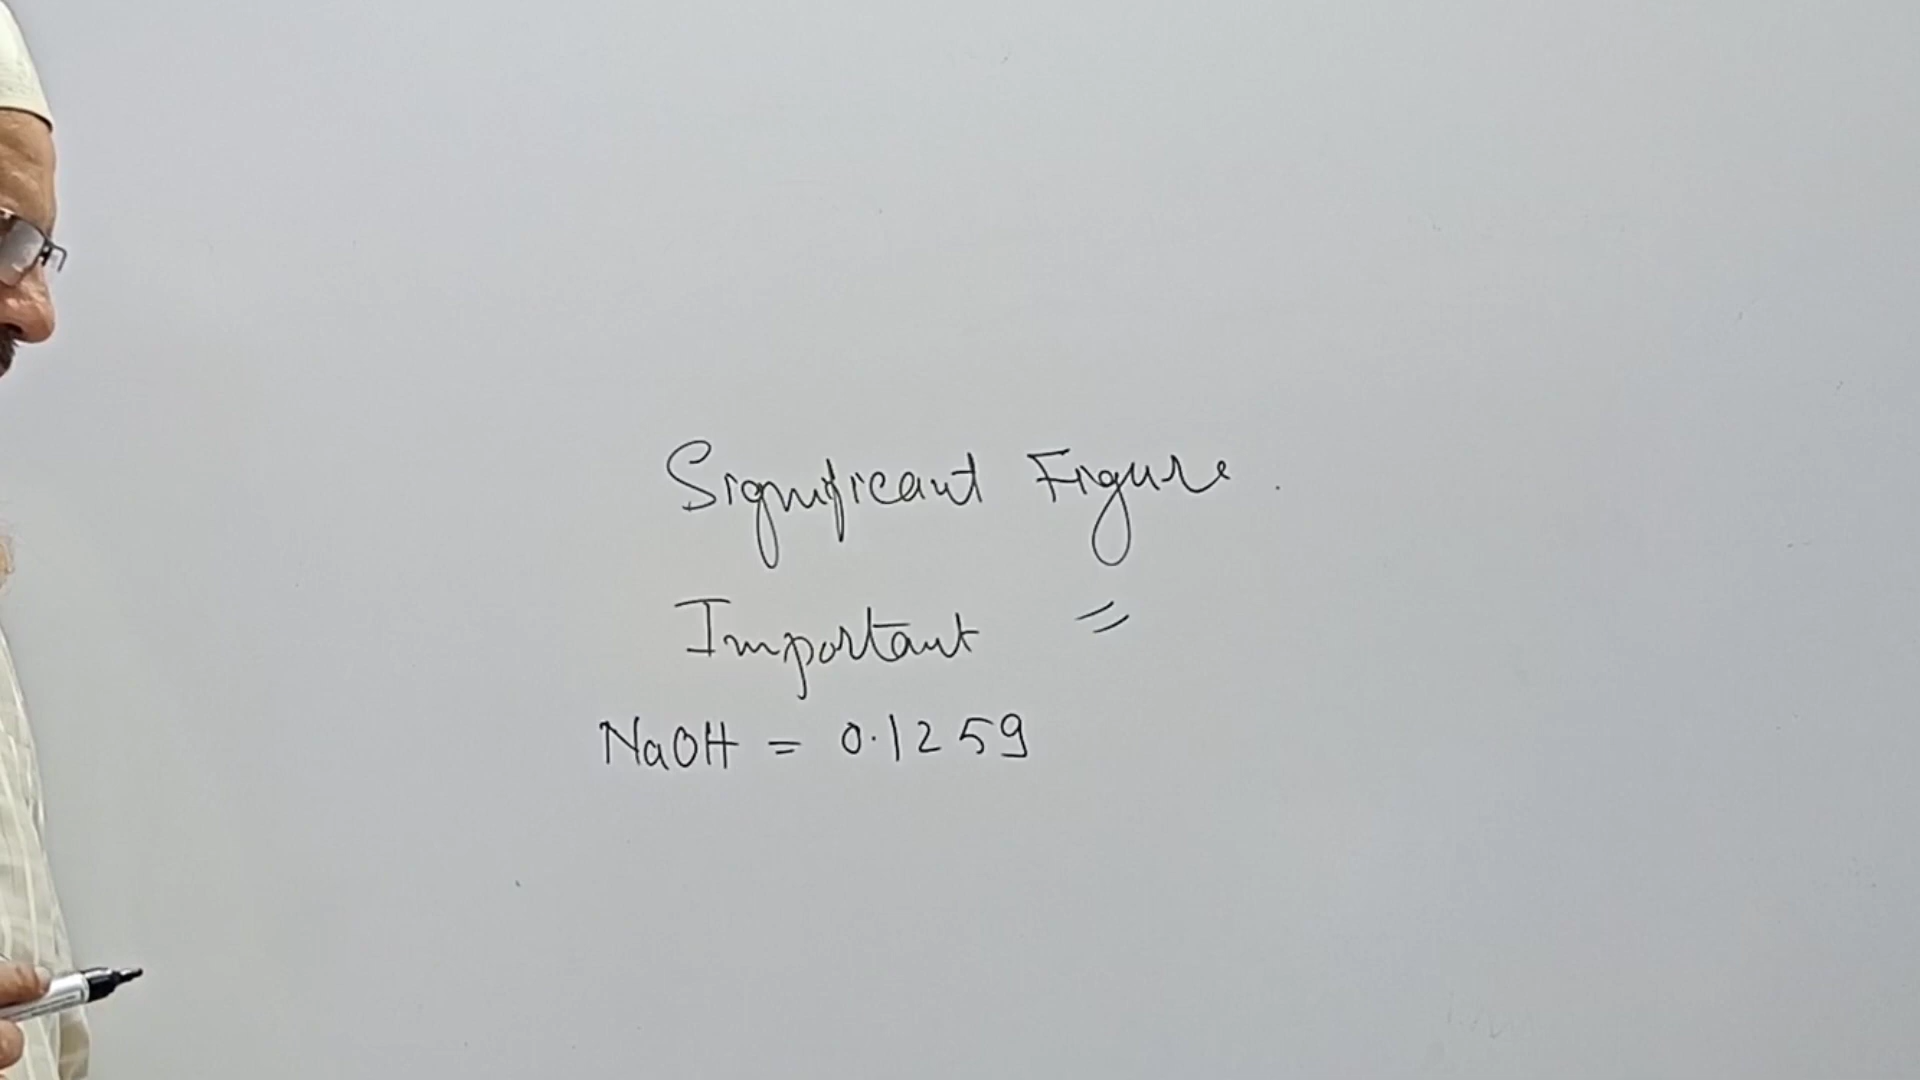 Significant Figure.
Important =
NaOH = 0.1259